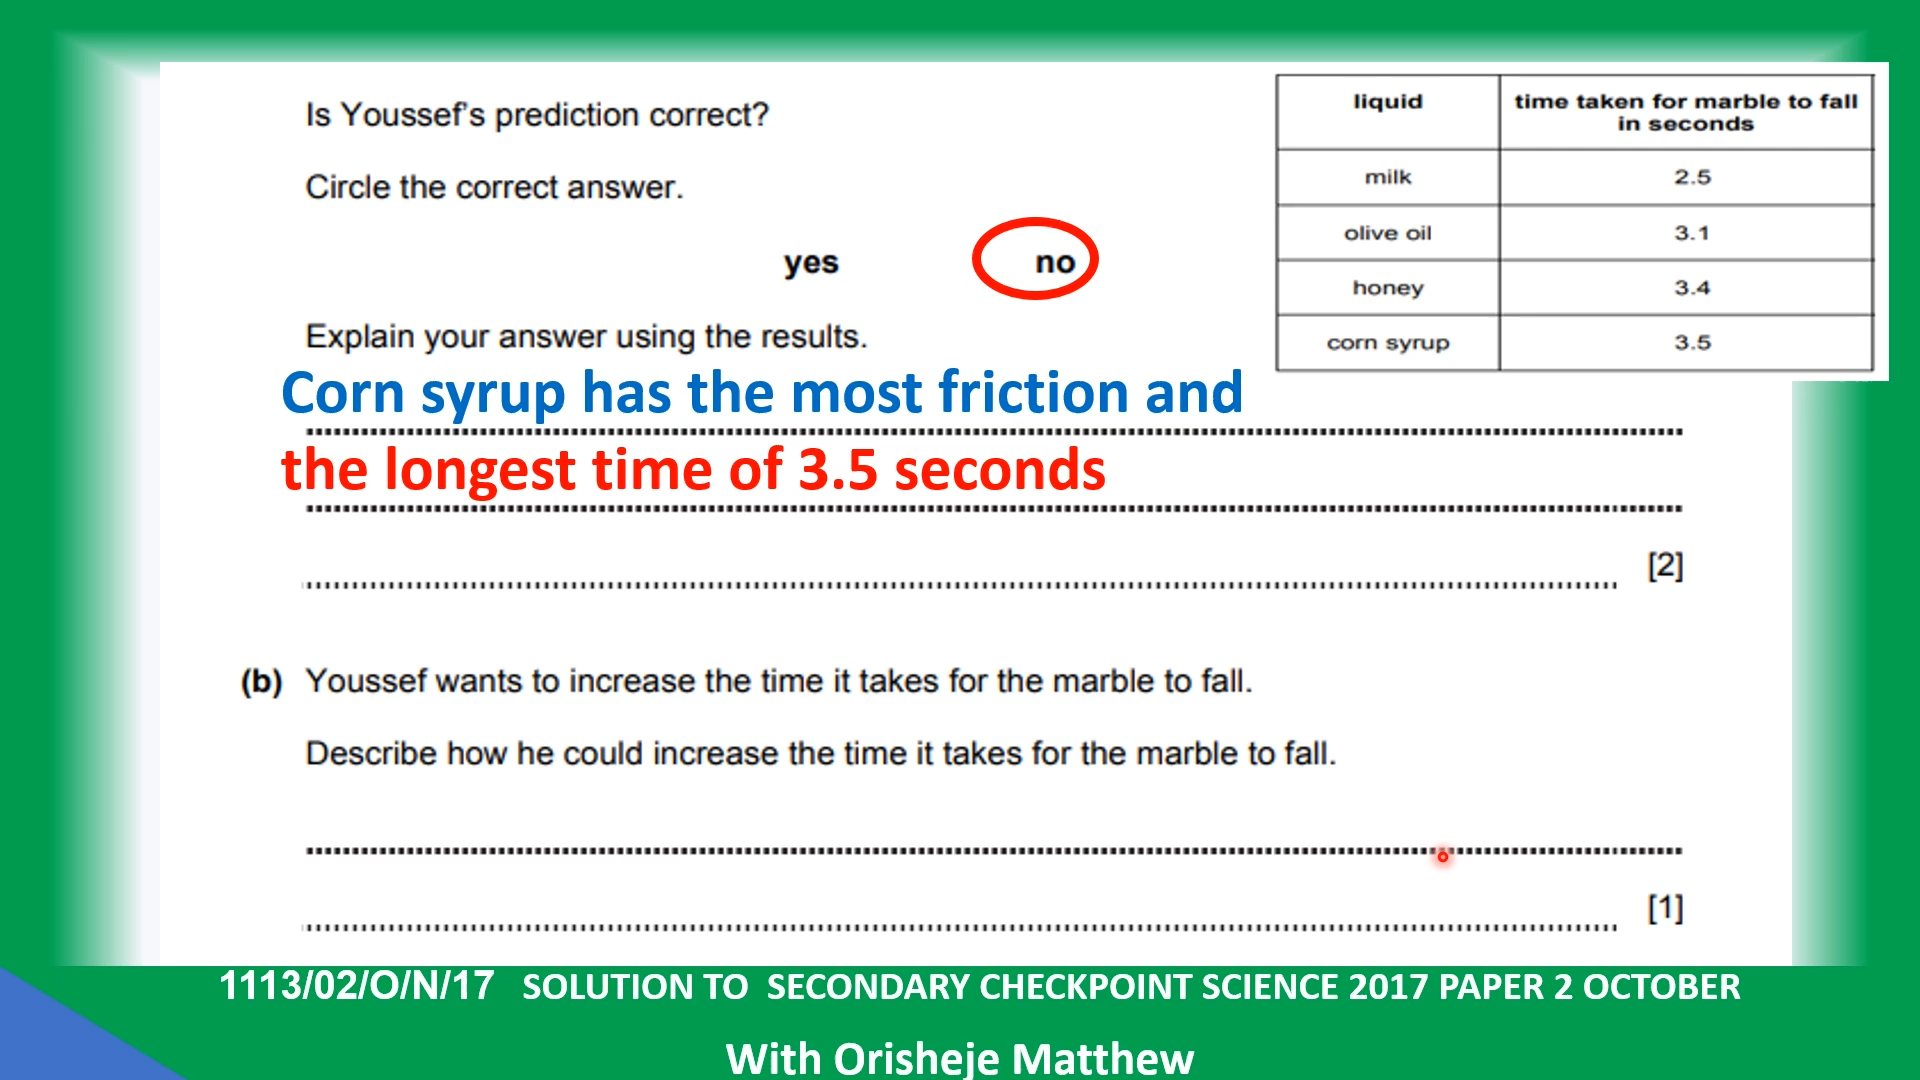 Is Youssef's prediction correct?
Circle the correct answer.
yes no
Explain your answer using the results.
Corn syrup has the most friction and
the longest time of 3.5 seconds
[2]
liquid time taken for marble to fall
in seconds
milk 2.5
olive oil 3.1
honey 3.4
corn syrup 3.5
(b) Youssef wants to increase the time it takes for the marble to fall.
Describe how he could increase the time it takes for the marble to fall.
[1]
1113/02/O/N/17 SOLUTION TO SECONDARY CHECKPOINT SCIENCE 2017 PAPER 2 OCTOBER
With Orisheje Matthew